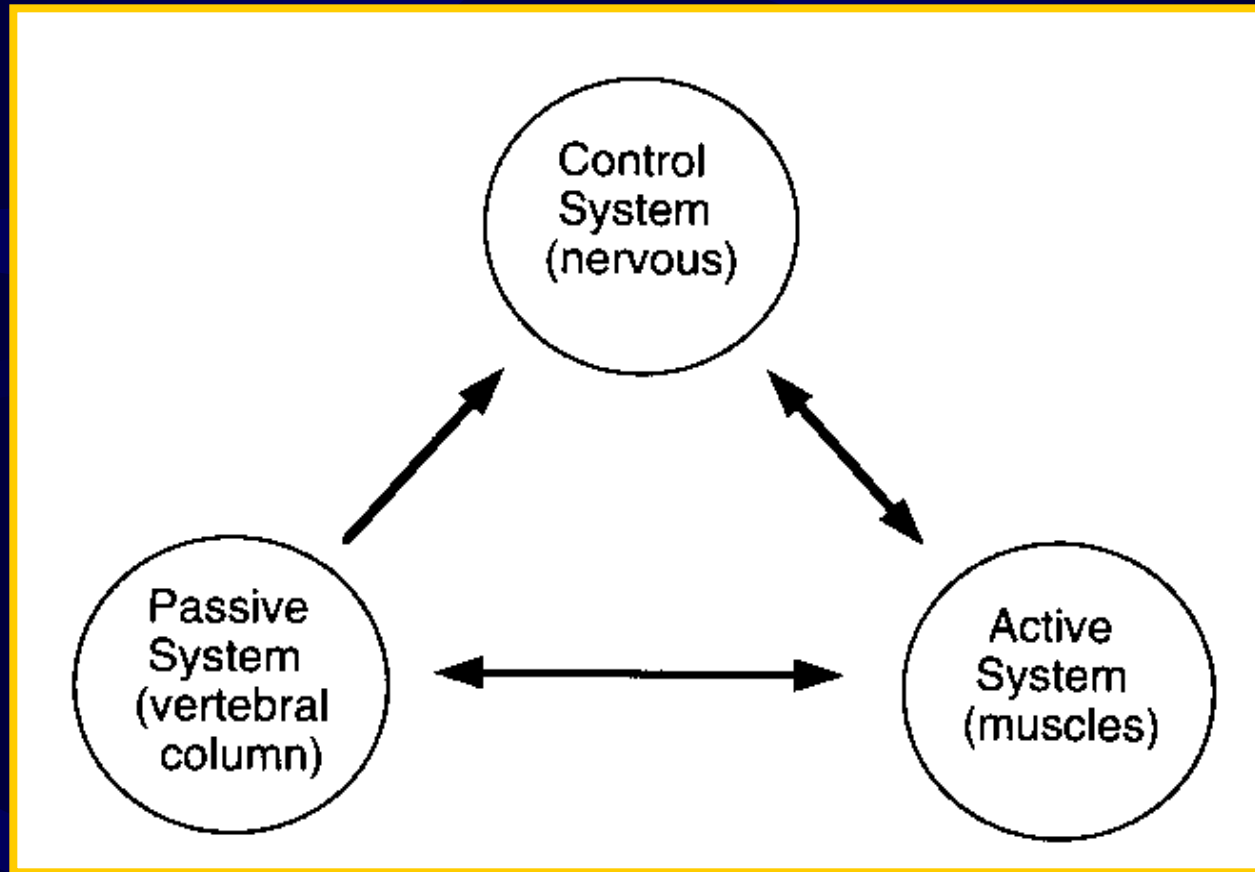 Control
System
(nervous)
Passive
System
(vertebral
column)
Active
System
(muscles)